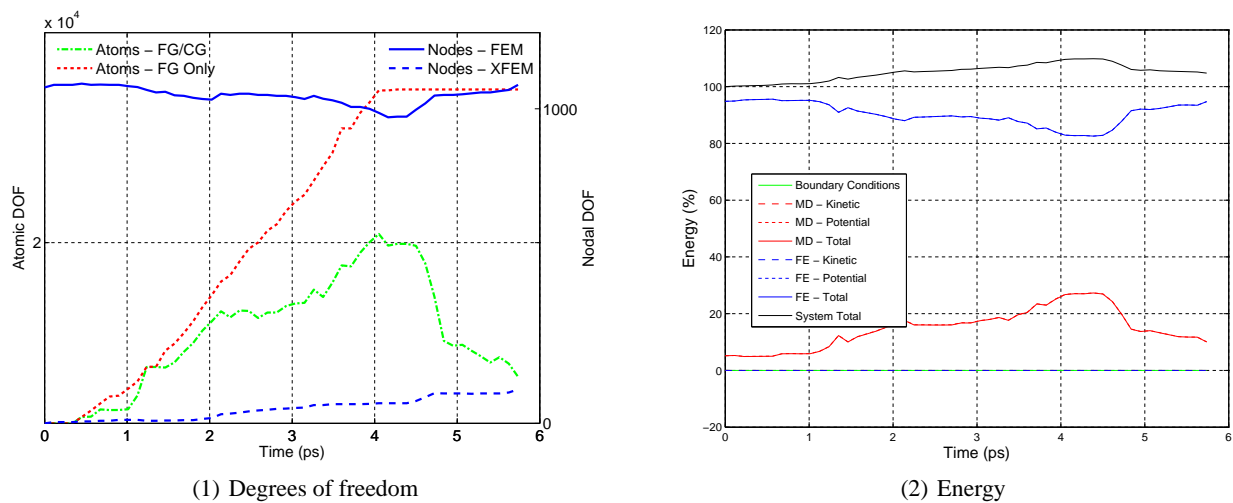 x 10⁴
Atoms – FG/CG
Atoms – FG Only
Nodes – FEM
Nodes – XFEM
Atomic DOF
2
1000
0
Nodal DOF
0 1 2 3 4 5 6
Time (ps)
(1) Degrees of freedom
120
100
80
60
40
20
0
−20
Energy (%)
Boundary Conditions
MD – Kinetic
MD – Potential
MD – Total
FE – Kinetic
FE – Potential
FE – Total
System Total
0 1 2 3 4 5 6
Time (ps)
(2) Energy